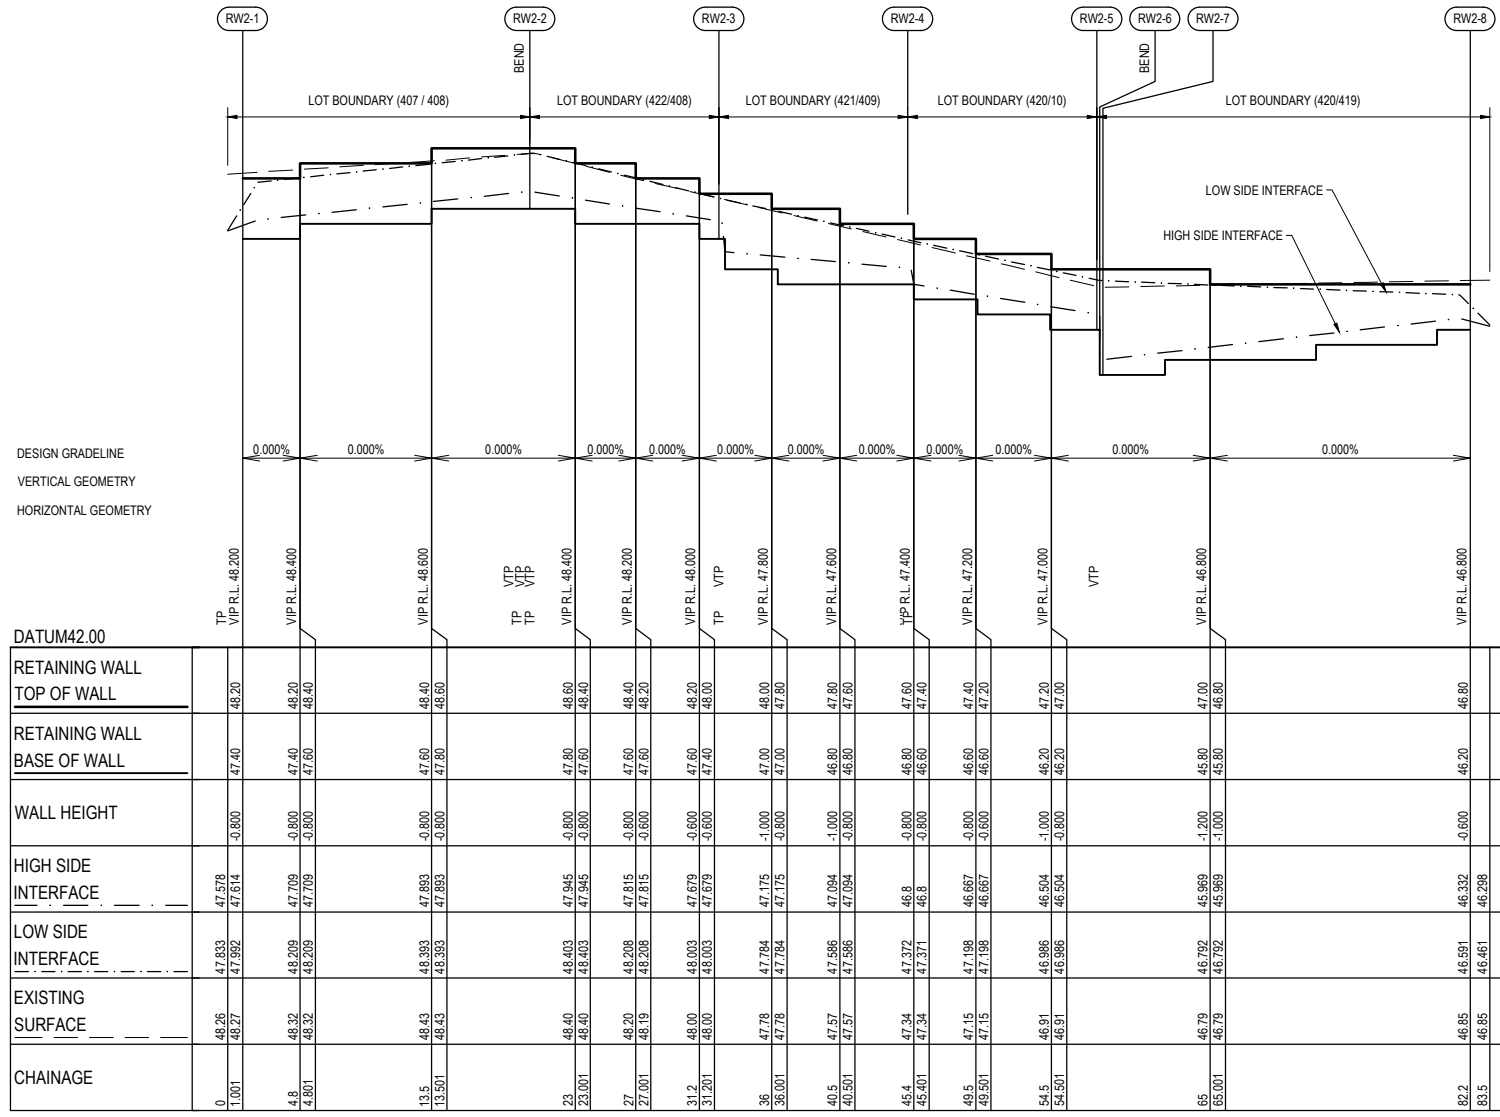 RW2-1 RW2-2 RW2-3 RW2-4 RW2-5 RW2-6 RW2-7 RW2-8
BEND BEND
LOT BOUNDARY (407 / 408) LOT BOUNDARY (422/408) LOT BOUNDARY (421/409) LOT BOUNDARY (420/10) LOT BOUNDARY (420/419)
LOW SIDE INTERFACE
HIGH SIDE INTERFACE
DESIGN GRADELINE 0.000% 0.000% 0.000% 0.000% 0.000% 0.000% 0.000% 0.000% 0.000% 0.000% 0.000% 0.000%
VERTICAL GEOMETRY
HORIZONTAL GEOMETRY
TP
VIP R.L. 48.200
VIP R.L. 48.400
VIP R.L. 48.600
VTP
VTP
VTP
TP
TP
VIP R.L. 48.400
VIP R.L. 48.200
VIP R.L. 48.000
VTP
TP
VIP R.L. 47.800
VIP R.L. 47.600
VIP R.L. 47.400
VIP R.L. 47.200
VIP R.L. 47.000
VTP
VIP R.L. 46.800
VIP R.L. 46.800
DATUM42.00
RETAINING WALL
TOP OF WALL
48.20 48.20 48.40 48.40 48.60 48.60 48.40 48.40 48.20 48.20 48.00 48.00 47.80 47.80 47.60 47.60 47.40 47.40 47.20 47.20 47.00 47.00 46.80 46.80
RETAINING WALL
BASE OF WALL
47.40 47.40 47.60 47.60 47.80 47.80 47.60 47.60 47.60 47.60 47.40 47.00 47.00 46.80 46.80 46.80 46.60 46.60 46.60 46.20 46.20 45.80 45.80 46.20
WALL HEIGHT
-0.800 -0.800 -0.800 -0.800 -0.800 -0.800 -0.800 -0.800 -0.600 -0.600 -0.600 -1.000 -0.800 -1.000 -0.800 -0.800 -0.800 -0.800 -0.600 -1.000 -0.800 -1.200 -1.000 -0.600
HIGH SIDE
INTERFACE
47.578 47.614 47.709 47.709 47.893 47.893 47.945 47.945 47.815 47.815 47.679 47.679 47.175 47.175 47.094 47.094 46.8 46.8 46.667 46.667 46.504 46.504 45.969 45.969 46.332 46.298
LOW SIDE
INTERFACE
47.833 47.992 48.209 48.209 48.393 48.393 48.403 48.403 48.208 48.208 48.003 48.003 47.784 47.784 47.586 47.586 47.372 47.371 47.198 47.198 46.986 46.986 46.792 46.792 46.591 46.461
EXISTING
SURFACE
48.26 48.27 48.32 48.32 48.43 48.43 48.40 48.40 48.20 48.19 48.00 48.00 47.78 47.78 47.57 47.57 47.34 47.34 47.15 47.15 46.91 46.91 46.79 46.79 46.85 46.85
CHAINAGE
0 1.001 4.8 4.801 13.5 13.501 23 23.001 27 27.001 31.2 31.201 36 36.001 40.5 40.501 45.4 45.401 49.5 49.501 54.5 54.501 65 65.001 82.2 83.5